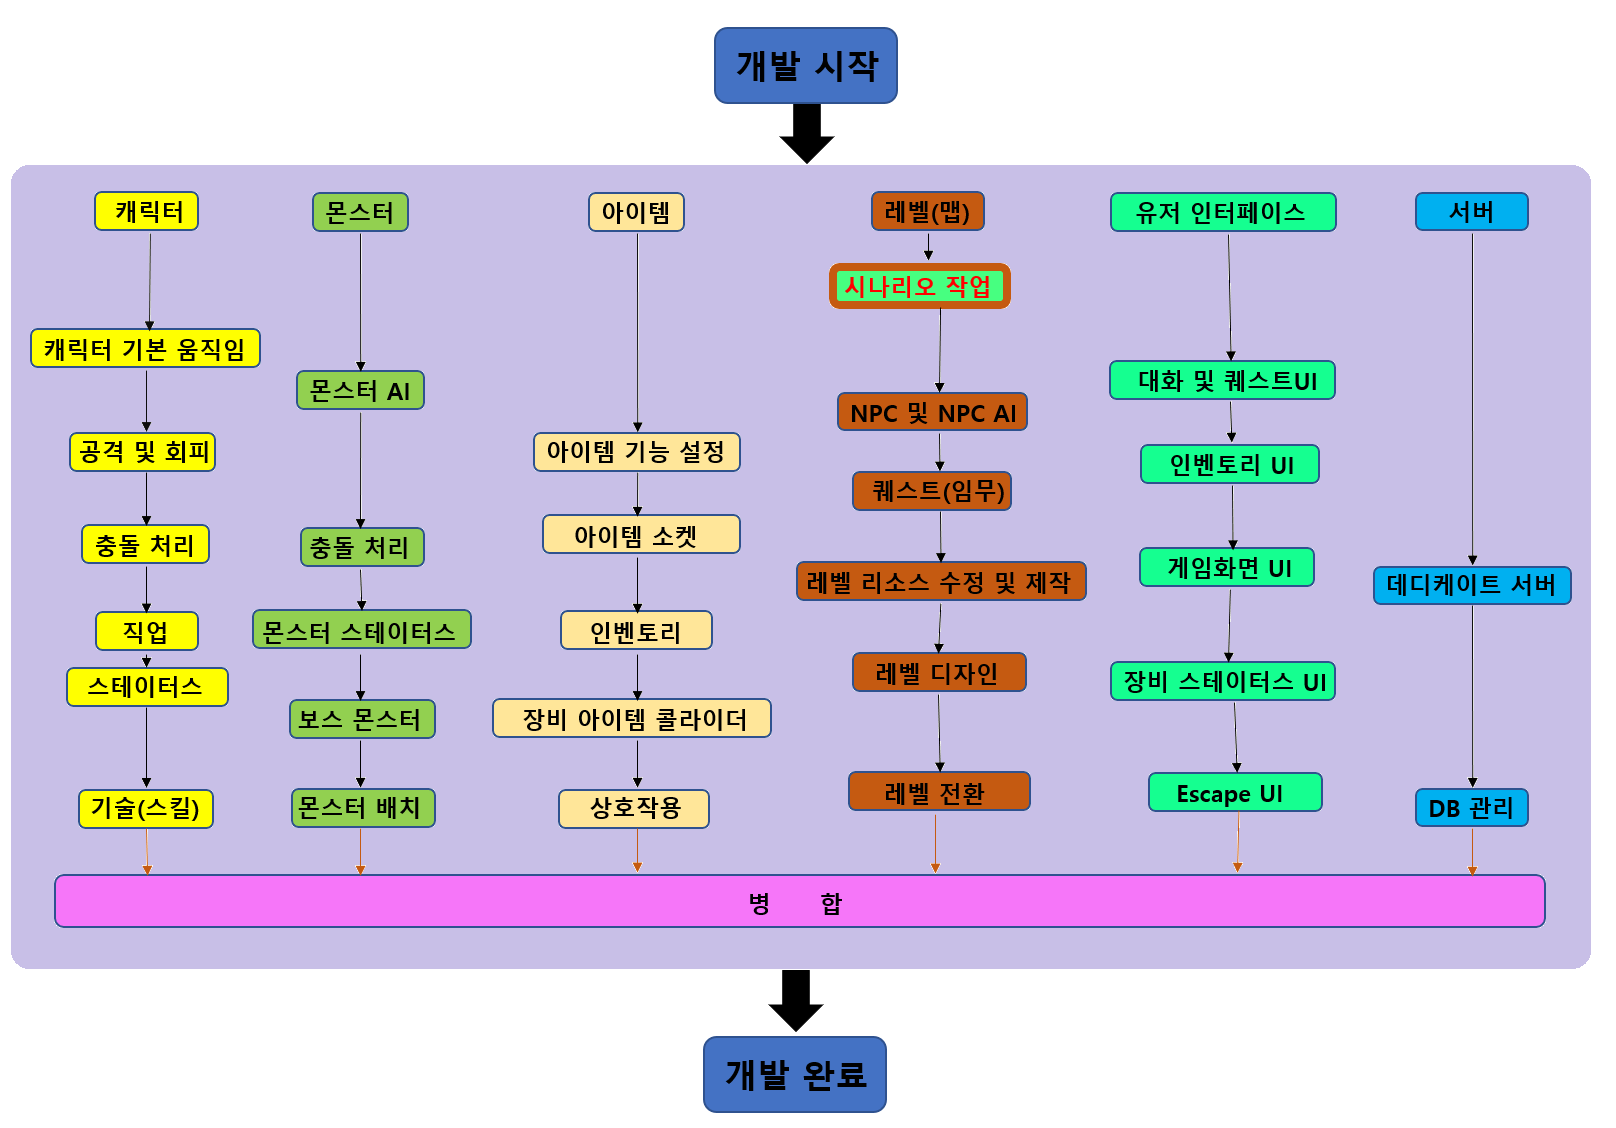 개발 시작
캐릭터
캐릭터 기본 움직임
공격 및 회피
충돌 처리
직업
스테이터스
기술(스킬)
몬스터
몬스터 AI
충돌 처리
몬스터 스테이터스
보스 몬스터
몬스터 배치
아이템
아이템 기능 설정
아이템 소켓
인벤토리
장비 아이템 콜라이더
상호작용
레벨(맵)
시나리오 작업
NPC 및 NPC AI
퀘스트(임무)
레벨 리소스 수정 및 제작
레벨 디자인
레벨 전환
유저 인터페이스
대화 및 퀘스트UI
인벤토리 UI
게임화면 UI
장비 스테이터스 UI
Escape UI
서버
데디케이트 서버
DB 관리
병 합
개발 완료